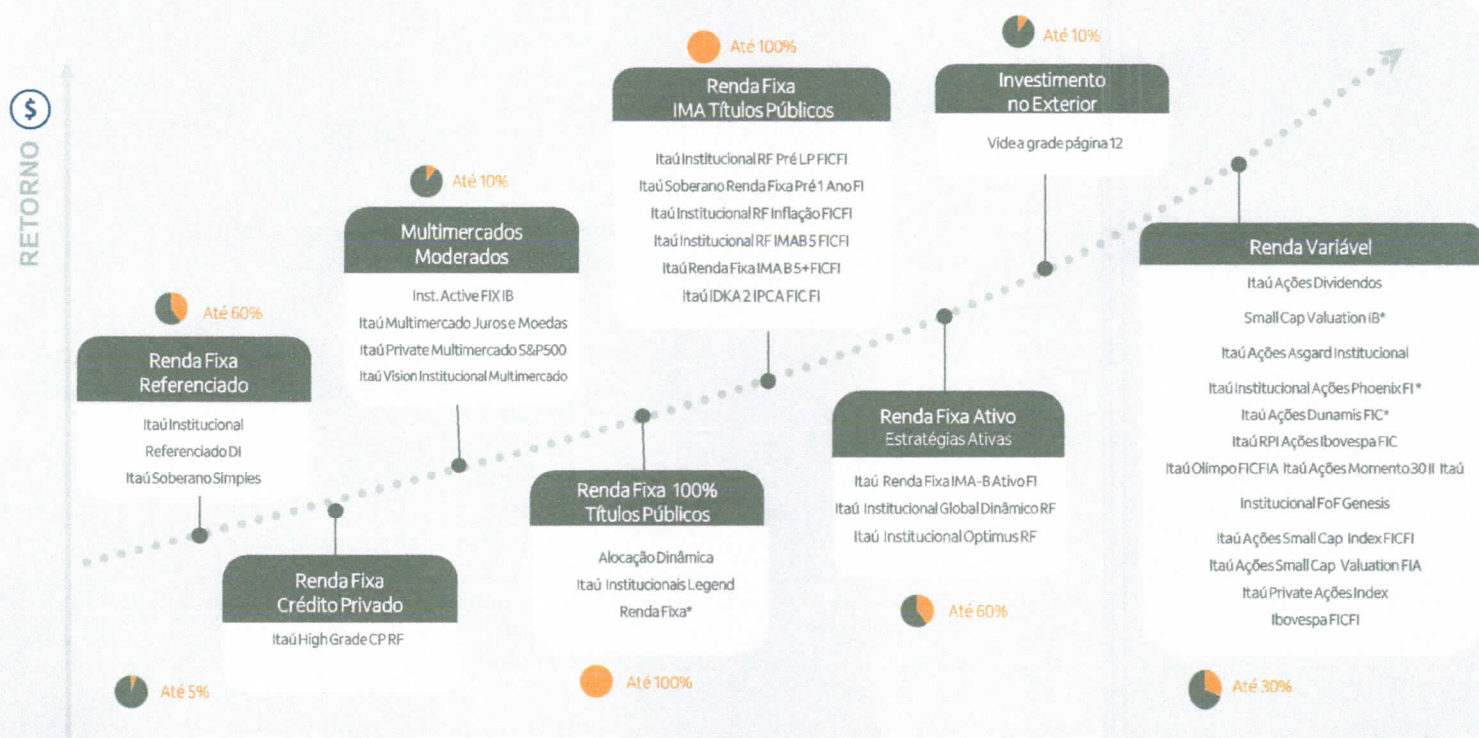 $
RETORNO
Até 60%
Renda Fixa
Referenciado
Itaú Institucional
Referenciado DI
Itaú Soberano Simples
Até 5%
Renda Fixa
Crédito Privado
Itaú High Grade CP RF
Até 10%
Multimercados
Moderados
Inst. Active FIX IB
Itaú Multimercado Juros e Moedas
Itaú Private Multimercado S&P500
Itaú Vision Institucional Multimercado
Renda Fixa 100%
Títulos Públicos
Alocação Dinâmica
Itaú Institucionais Legend
Renda Fixa*
Até 100%
Até 100%
Renda Fixa
IMA Títulos Públicos
Itaú Institucional RF Pré LP FICFI
Itaú Soberano Renda Fixa Pré 1 Ano FI
Itaú Institucional RF Inflação FICFI
Itaú Institucional RF IMAB 5 FICFI
Itaú Renda Fixa IMA B 5+ FICFI
Itaú IDKA 2 IPCA FIC FI
Renda Fixa Ativo
Estratégias Ativas
Itaú Renda Fixa IMA-B Ativo FI
Itaú Institucional Global Dinâmico RF
Itaú Institucional Optimus RF
Até 60%
Até 10%
Investimento
no Exterior
Vide a grade página 12
Renda Variável
Itaú Ações Dividendos
Small Cap Valuation IB*
Itaú Ações Asgard Institucional
Itaú Institucional Ações Phoenix FI *
Itaú Ações Dunamis FIC*
Itaú RPI Ações Ibovespa FIC
Itaú Olimpo FICFIA Itaú Ações Momento 30 II Itaú
Institucional FoF Genesis
Itaú Ações Small Cap Index FICFI
Itaú Ações Small Cap Valuation FIA
Itaú Private Ações Index
Ibovespa FICFI
Até 30%